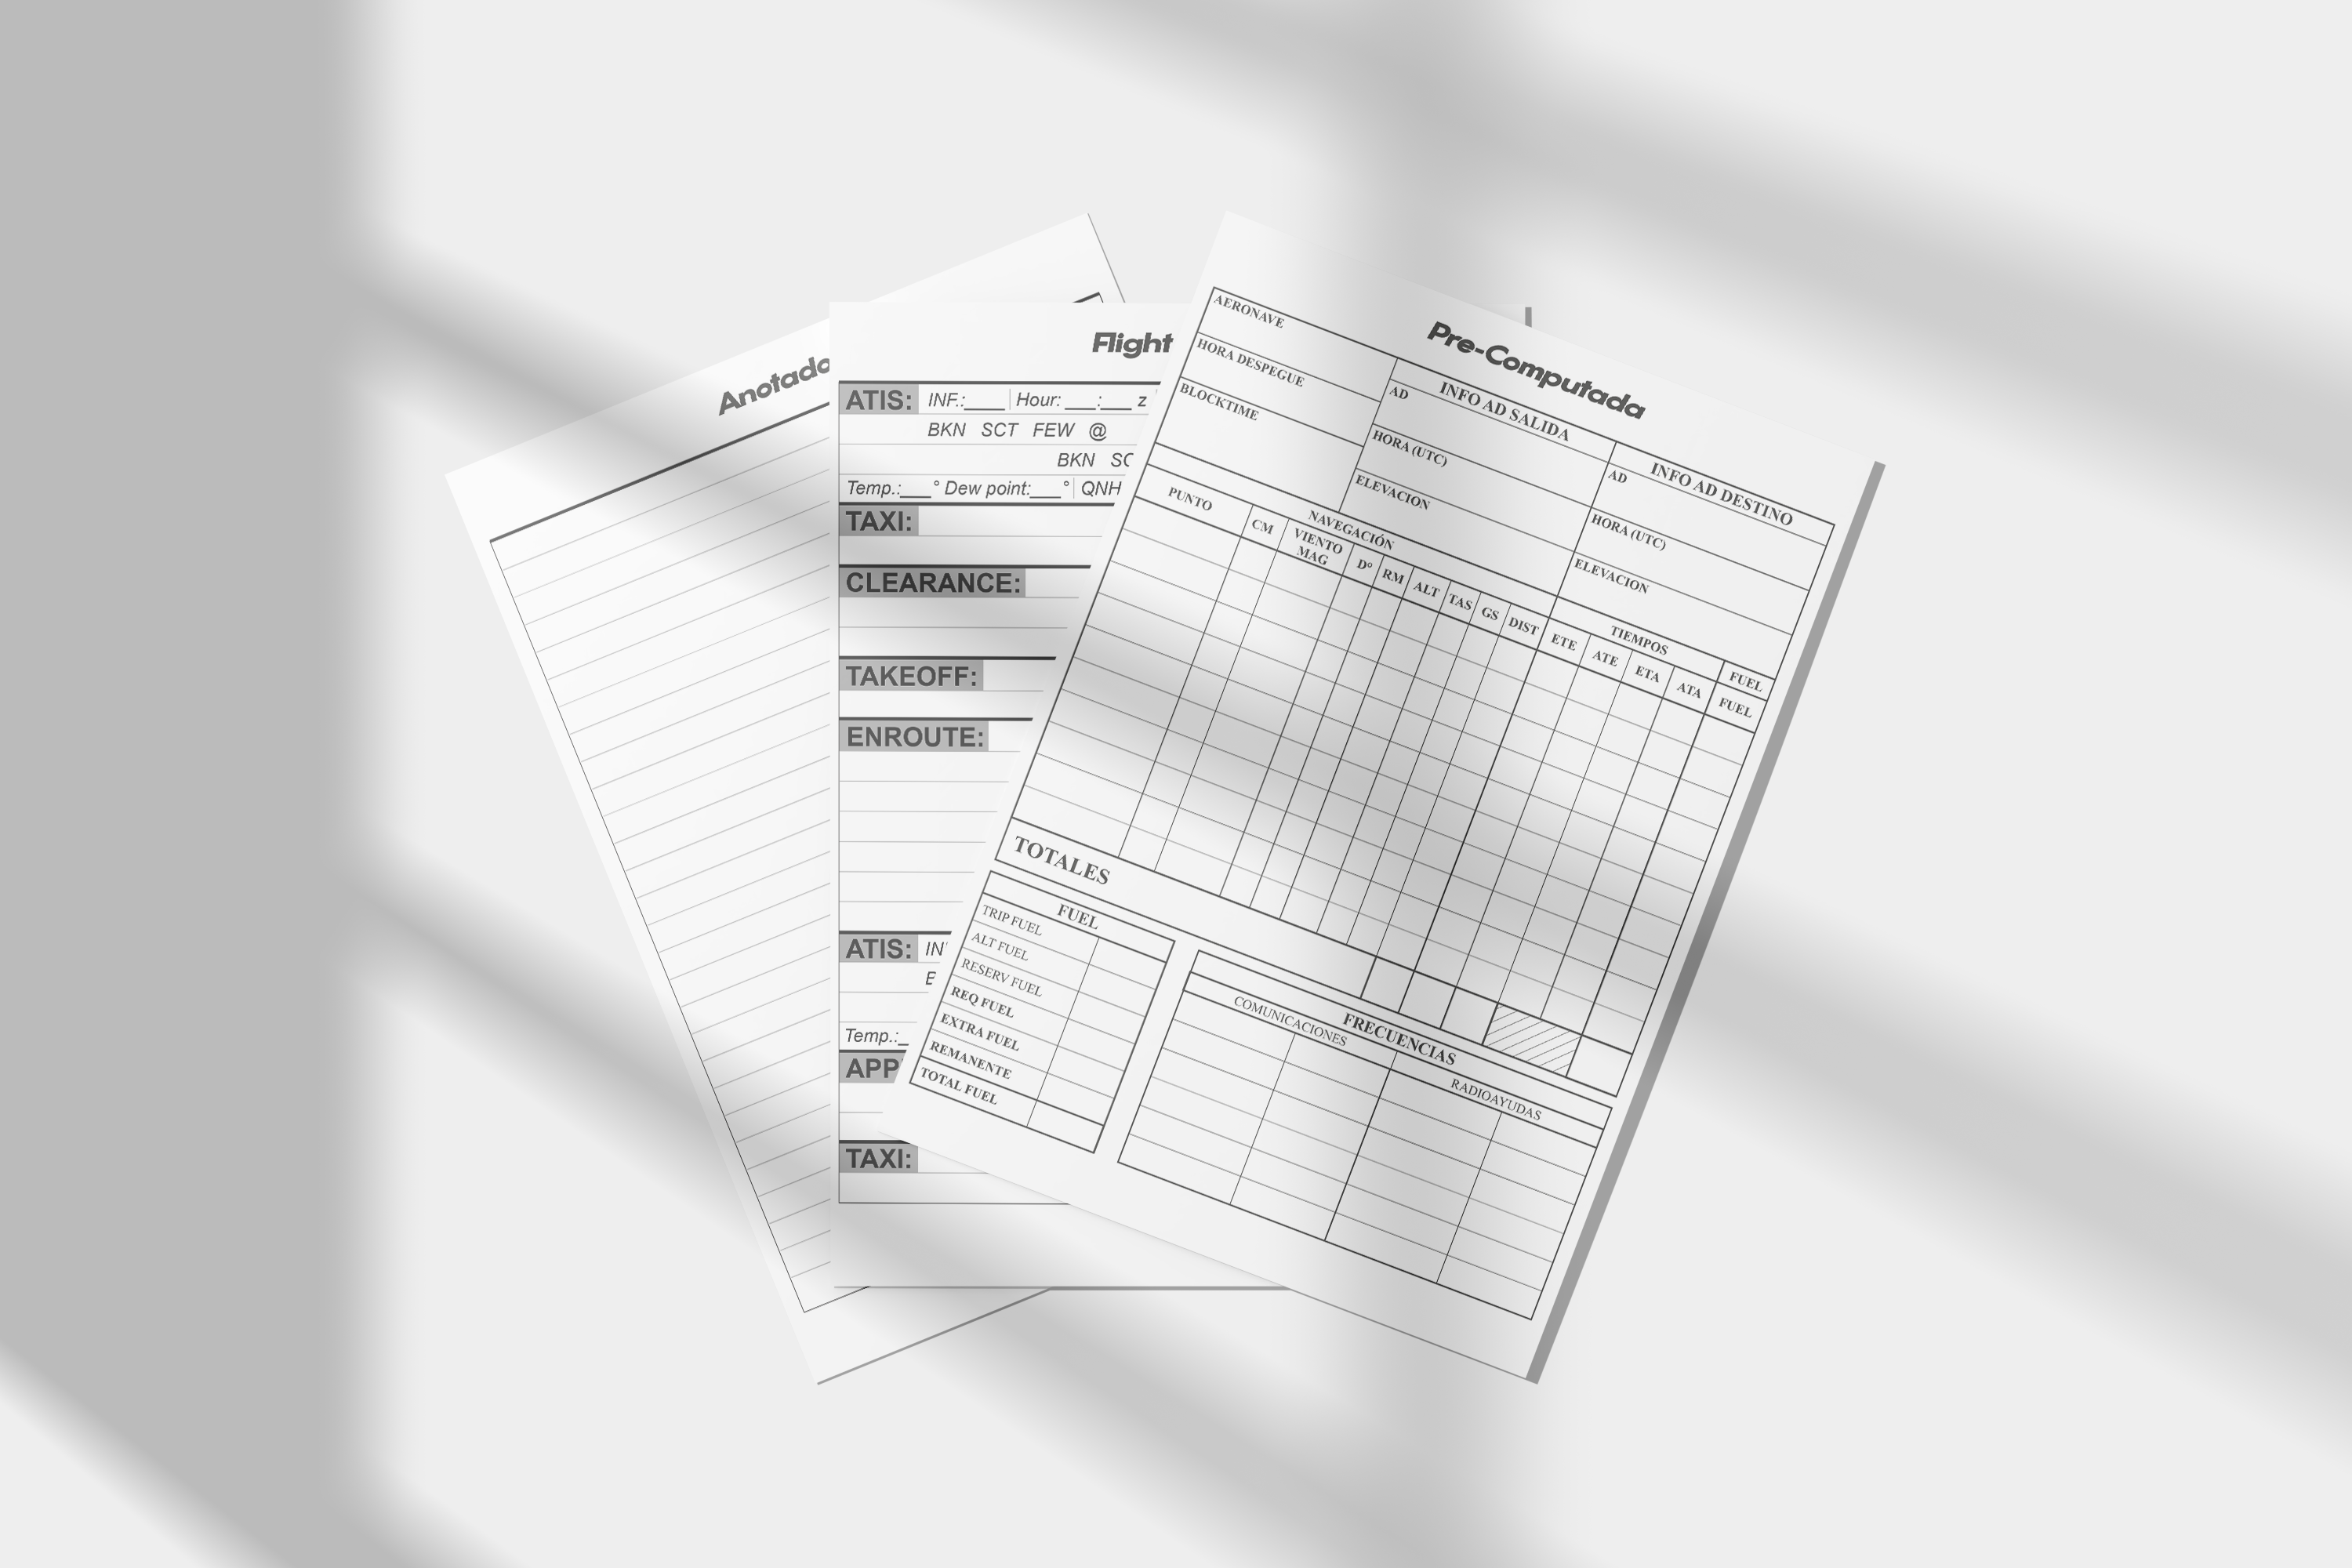 Anotado
Flight
ATIS: INF.:____ Hour: ___:___ z
BKN SCT FEW @
BKN
Temp.:___° Dew point:___° QNH
TAXI:
CLEARANCE:
TAKEOFF:
ENROUTE:
ATIS:
Temp.:_
APP
TAXI:
Pre-Computada
AERONAVE
HORA DESPEGUE
BLOCKTIME
INFO AD SALIDA
AD
HORA (UTC)
ELEVACION
INFO AD DESTINO
AD
HORA (UTC)
ELEVACION
NAVEGACIÓN
TIEMPOS
FUEL
PUNTO
CM
VIENTO
MAG
D°
RM
ALT
TAS
GS
DIST
ETE
ATE
ETA
ATA
FUEL
TOTALES
FUEL
TRIP FUEL
ALT FUEL
RESERV FUEL
REQ FUEL
EXTRA FUEL
REMANENTE
TOTAL FUEL
FRECUENCIAS
COMUNICACIONES
RADIOAYUDAS